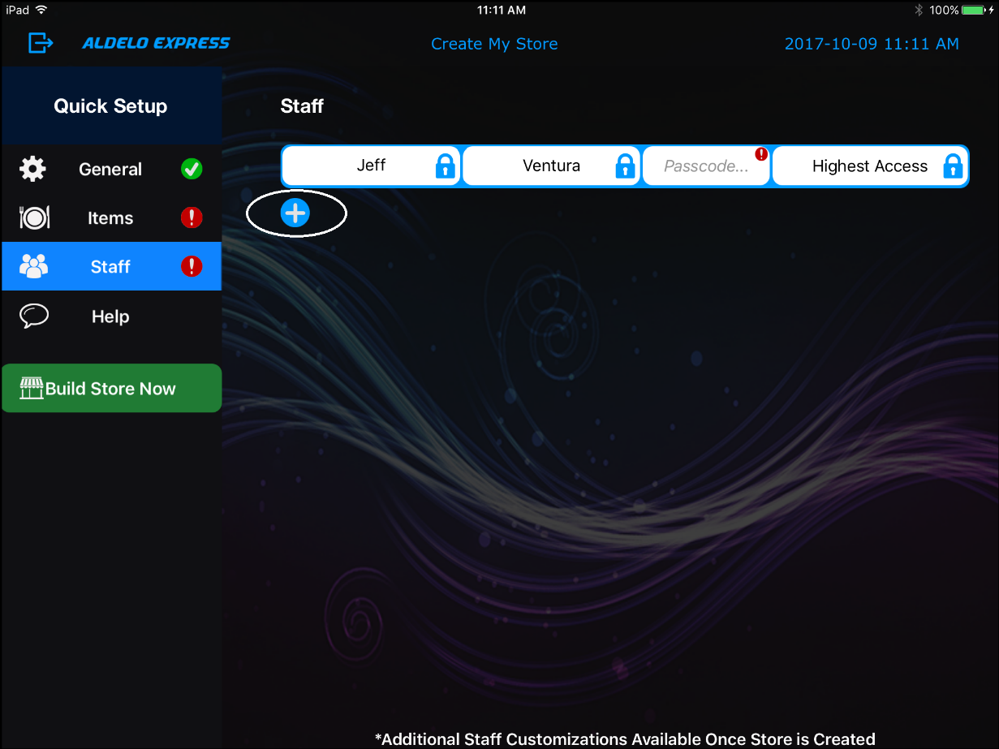 iPad 11:11 AM 100%
ALDELO EXPRESS Create My Store 2017-10-09 11:11 AM
Quick Setup
Staff
General
Jeff Ventura Passcode... Highest Access
Items
Staff
Help
Build Store Now
*Additional Staff Customizations Available Once Store is Created